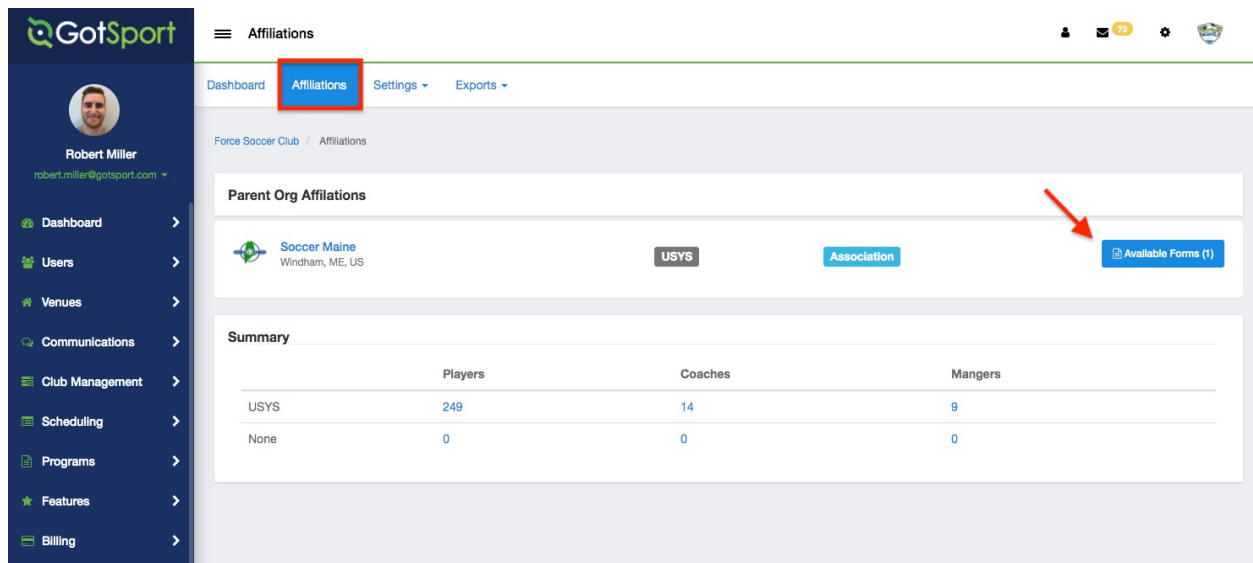 GotSport
Affiliations
73
Dashboard Affiliations Settings Exports
Robert Miller
robert.miller@gotsport.com
Force Soccer Club / Affiliations
Parent Org Affilations
Soccer Maine
Windham, ME, US
USYS
Association
Available Forms (1)
Dashboard
Users
Venues
Communications
Club Management
Scheduling
Programs
Features
Billing
Summary
Players Coaches Mangers
USYS 249 14 9
None 0 0 0